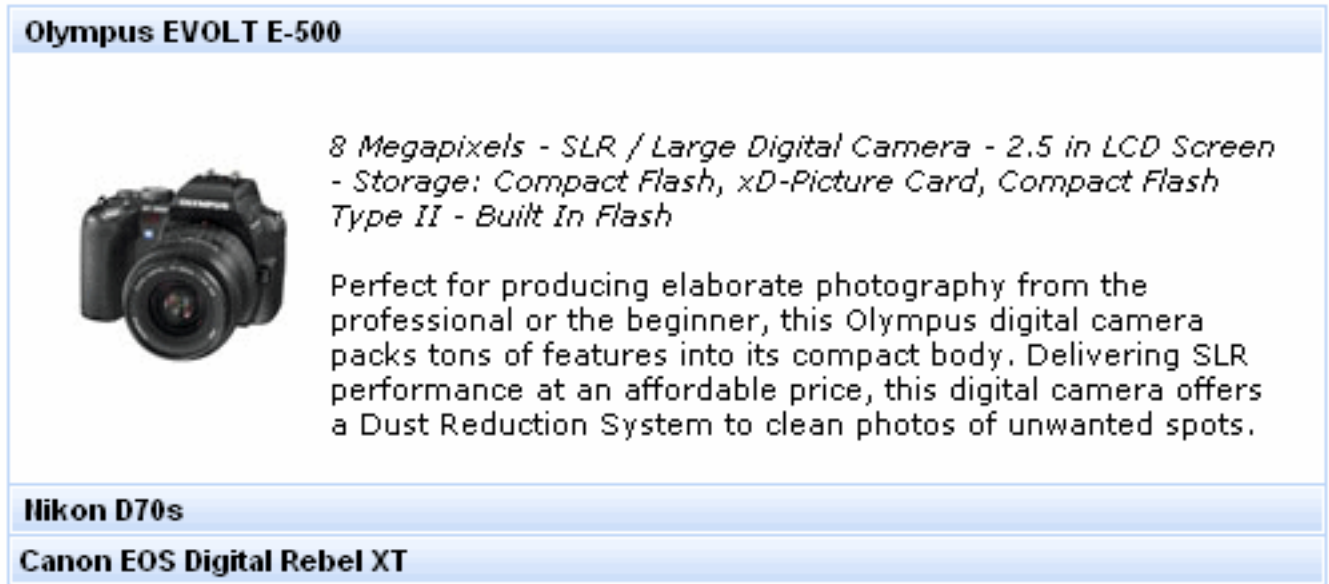 Olympus EVOLT E-500
8 Megapixels - SLR / Large Digital Camera - 2.5 in LCD Screen
- Storage: Compact Flash, xD-Picture Card, Compact Flash
Type II - Built In Flash
OLYMPUS
Perfect for producing elaborate photography from the
professional or the beginner, this Olympus digital camera
packs tons of features into its compact body. Delivering SLR
performance at an affordable price, this digital camera offers
a Dust Reduction System to clean photos of unwanted spots.
Nikon D70s
Canon EOS Digital Rebel XT